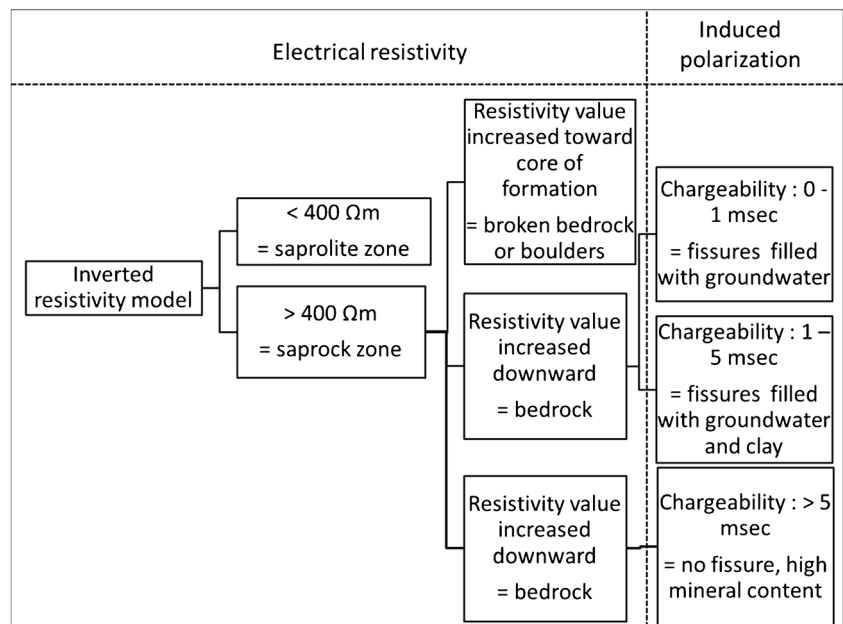 Electrical resistivity
Induced
polarization
Inverted
resistivity model
< 400 Ωm
= saprolite zone
> 400 Ωm
= saprock zone
Resistivity value
increased toward
core of
formation
= broken bedrock
or boulders
Resistivity value
increased
downward
= bedrock
Resistivity value
increased
downward
= bedrock
Chargeability : 0 -
1 msec
= fissures filled
with groundwater
Chargeability : 1 –
5 msec
= fissures filled
with groundwater
and clay
Chargeability : > 5
msec
= no fissure, high
mineral content